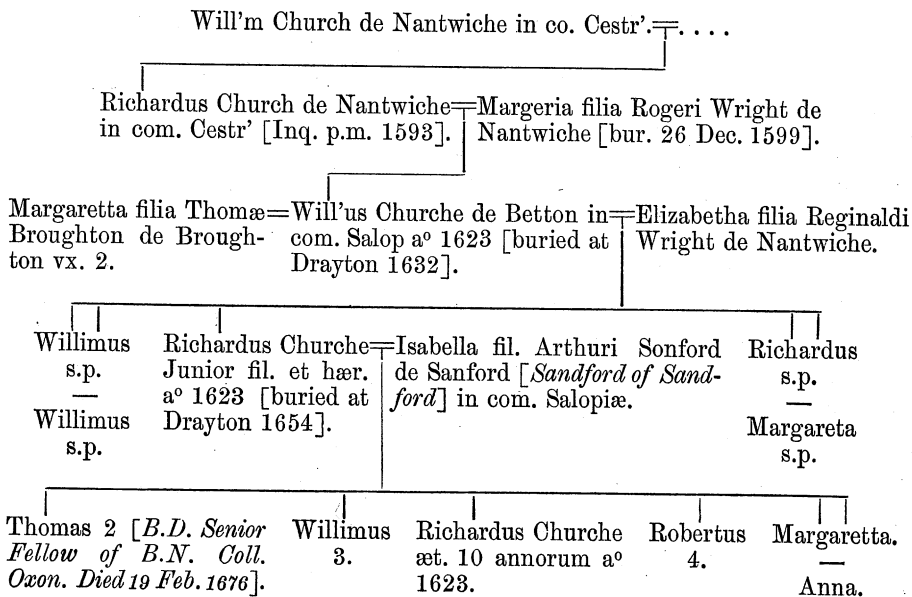 Will'm Church de Nantwiche in co. Cestr'. . . . .
Richardus Church de Nantwiche
in com. Cestr' [Inq. p.m. 1593].
Margeria filia Rogeri Wright de
Nantwiche [bur. 26 Dec. 1599].
Margaretta filia Thomæ
Broughton de Brough-
ton vx. 2.
Will'us Churche de Betton in
com. Salop aº 1623 [buried at
Drayton 1632].
Elizabetha filia Reginaldi
Wright de Nantwiche.
Willimus
s.p.
—
Willimus
s.p.
Richardus Churche
Junior fil. et hær.
aº 1623 [buried at
Drayton 1654].
Isabella fil. Arthuri Sonford
de Sanford [Sandford of Sand-
ford] in com. Salopiæ.
Richardus
s.p.
—
Margareta
s.p.
Thomas 2 [B.D. Senior
Fellow of B.N. Coll.
Oxon. Died 19 Feb. 1676].
Willimus
3.
Richardus Churche
æt. 10 annorum aº
1623.
Robertus
4.
Margaretta.
—
Anna.